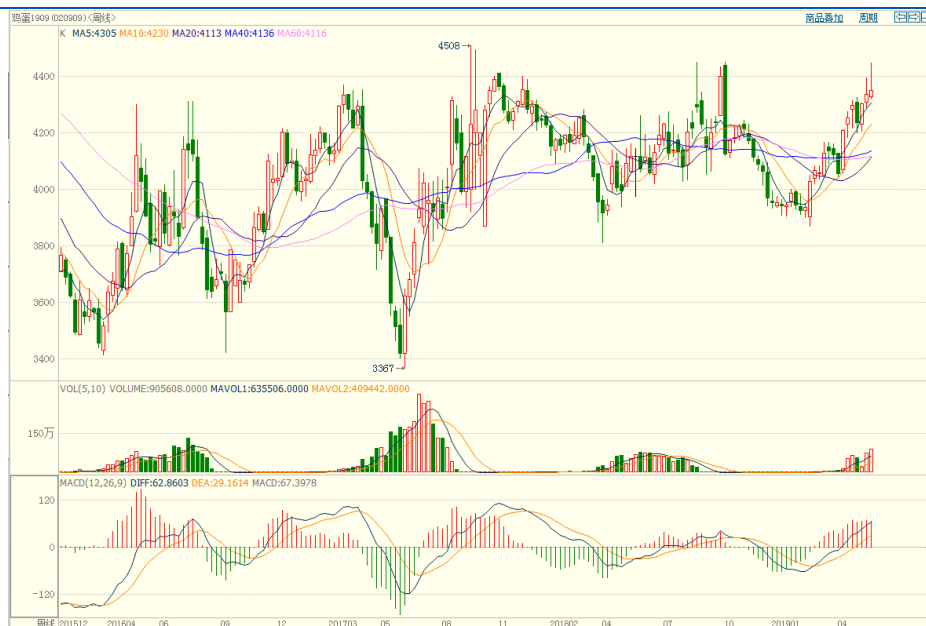 鸡蛋1909 (020909)<周线> 商品叠加 周期
K MA5:4305 MA10:4230 MA20:4113 MA40:4136 MA60:4116
4508→
4400
4200
4000
3800
3600
3400
3367→
VOL(5,10) VOLUME:905608.0000 MAVOL1:635506.0000 MAVOL2:409442.0000
150万
MACD(12,26,9) DIFF:62.8603 DEA:29.1614 MACD:67.3978
120
0
-120
周线 201512 201604 06 09 12 201703 05 08 11 201802 04 07 10 201901 04